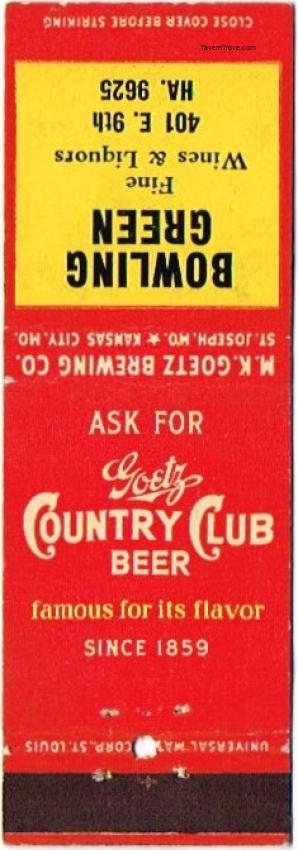 CLOSE COVER BEFORE STRIKING
TavernTrove.com
BOWLING
GREEN
Fine
Wines & Liquors
401 E. 9th
HA. 9625
M.K. GOETZ BREWING CO.
ST. JOSEPH, MO. ★ KANSAS CITY, MO.
ASK FOR
Goetz
COUNTRY CLUB
BEER
famous for its flavor
SINCE 1859
UNIVERSAL MAT CORP. ST. LOUIS